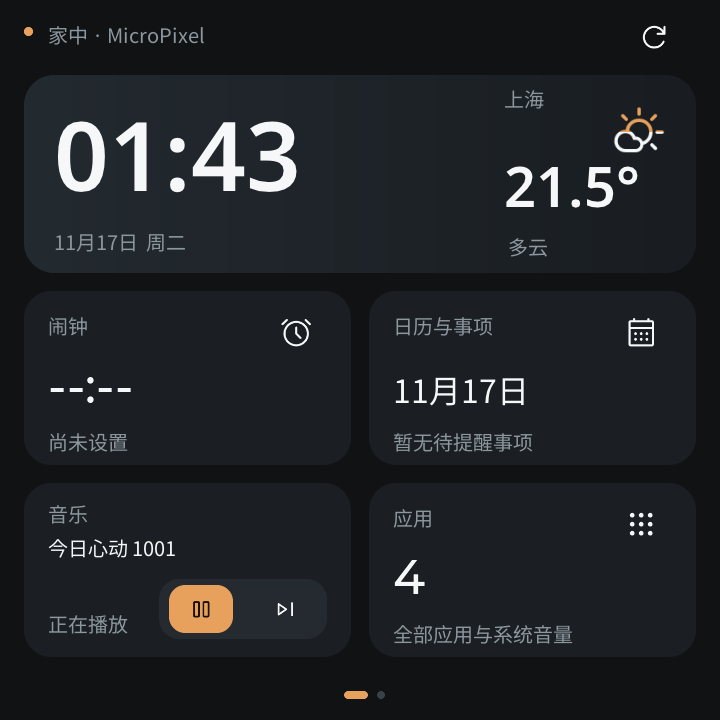 家中 · MicroPixel
01:43
11月17日 周二
上海
21.5°
多云
闹钟
--:--
尚未设置
日历与事项
11月17日
暂无待提醒事项
音乐
今日心动 1001
正在播放
应用
4
全部应用与系统音量